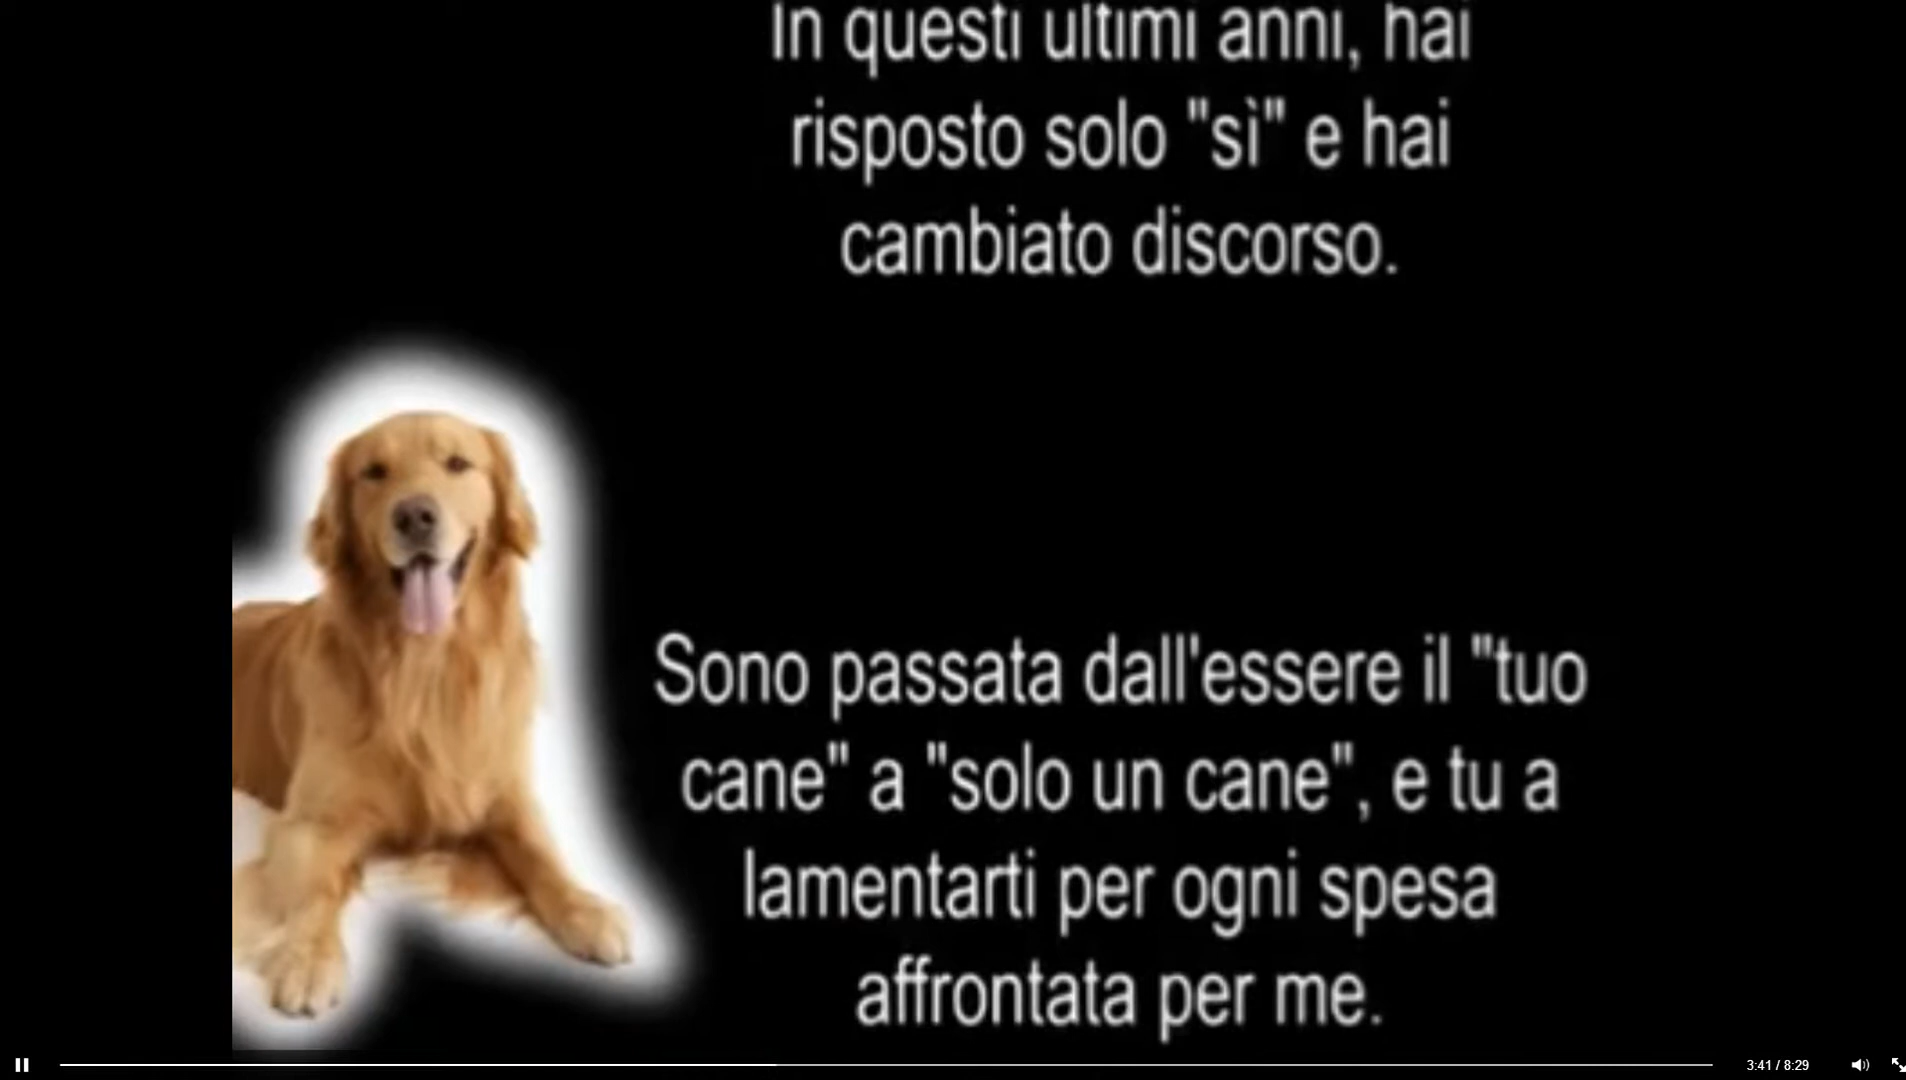 In questi ultimi anni, hai
risposto solo "sì" e hai
cambiato discorso.
Sono passata dall'essere il "tuo
cane" a "solo un cane", e tu a
lamentarti per ogni spesa
affrontata per me.
3:41 / 8:29